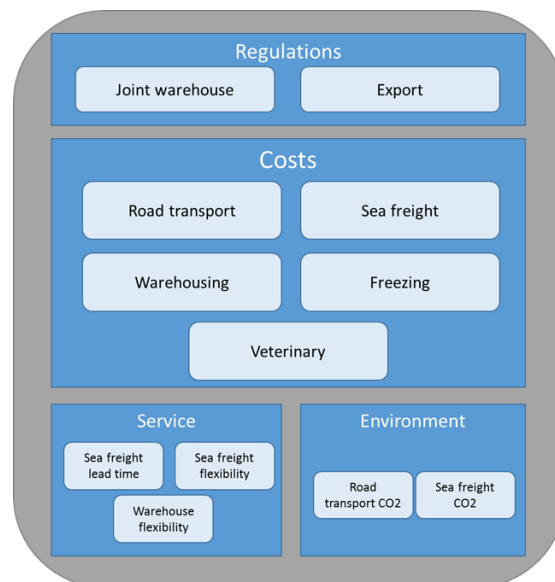 Regulations
Joint warehouse
Export
Costs
Road transport
Sea freight
Warehousing
Freezing
Veterinary
Service
Sea freight
lead time
Sea freight
flexibility
Warehouse
flexibility
Environment
Road
transport CO2
Sea freight
CO2